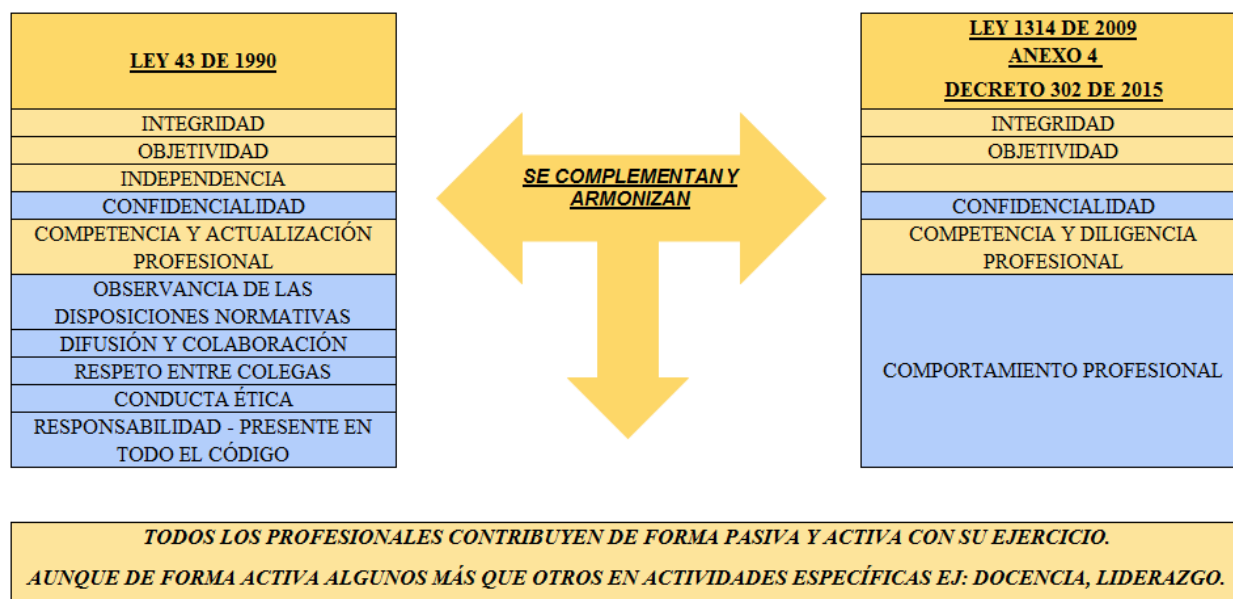 LEY 43 DE 1990
INTEGRIDAD
OBJETIVIDAD
INDEPENDENCIA
CONFIDENCIALIDAD
COMPETENCIA Y ACTUALIZACIÓN
PROFESIONAL
OBSERVANCIA DE LAS
DISPOSICIONES NORMATIVAS
DIFUSIÓN Y COLABORACIÓN
RESPETO ENTRE COLEGAS
CONDUCTA ÉTICA
RESPONSABILIDAD - PRESENTE EN
TODO EL CÓDIGO
SE COMPLEMENTAN Y
ARMONIZAN
LEY 1314 DE 2009
ANEXO 4
DECRETO 302 DE 2015
INTEGRIDAD
OBJETIVIDAD
CONFIDENCIALIDAD
COMPETENCIA Y DILIGENCIA
PROFESIONAL
COMPORTAMIENTO PROFESIONAL
TODOS LOS PROFESIONALES CONTRIBUYEN DE FORMA PASIVA Y ACTIVA CON SU EJERCICIO.
AUNQUE DE FORMA ACTIVA ALGUNOS MÁS QUE OTROS EN ACTIVIDADES ESPECÍFICAS EJ: DOCENCIA, LIDERAZGO.